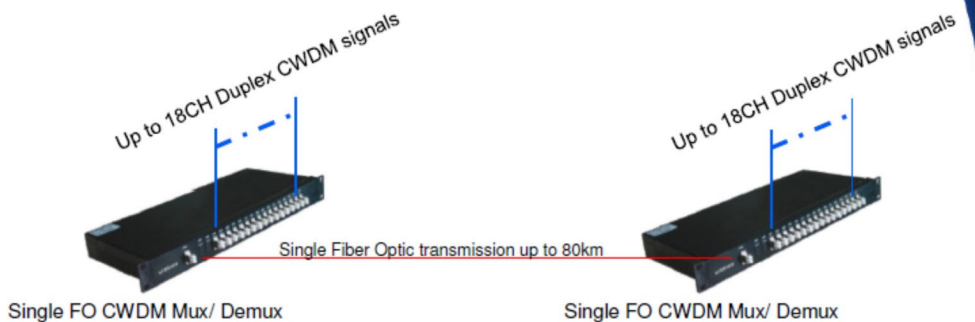 Up to 18CH Duplex CWDM signals
Up to 18CH Duplex CWDM signals
Single Fiber Optic transmission up to 80km
Single FO CWDM Mux/ Demux
Single FO CWDM Mux/ Demux